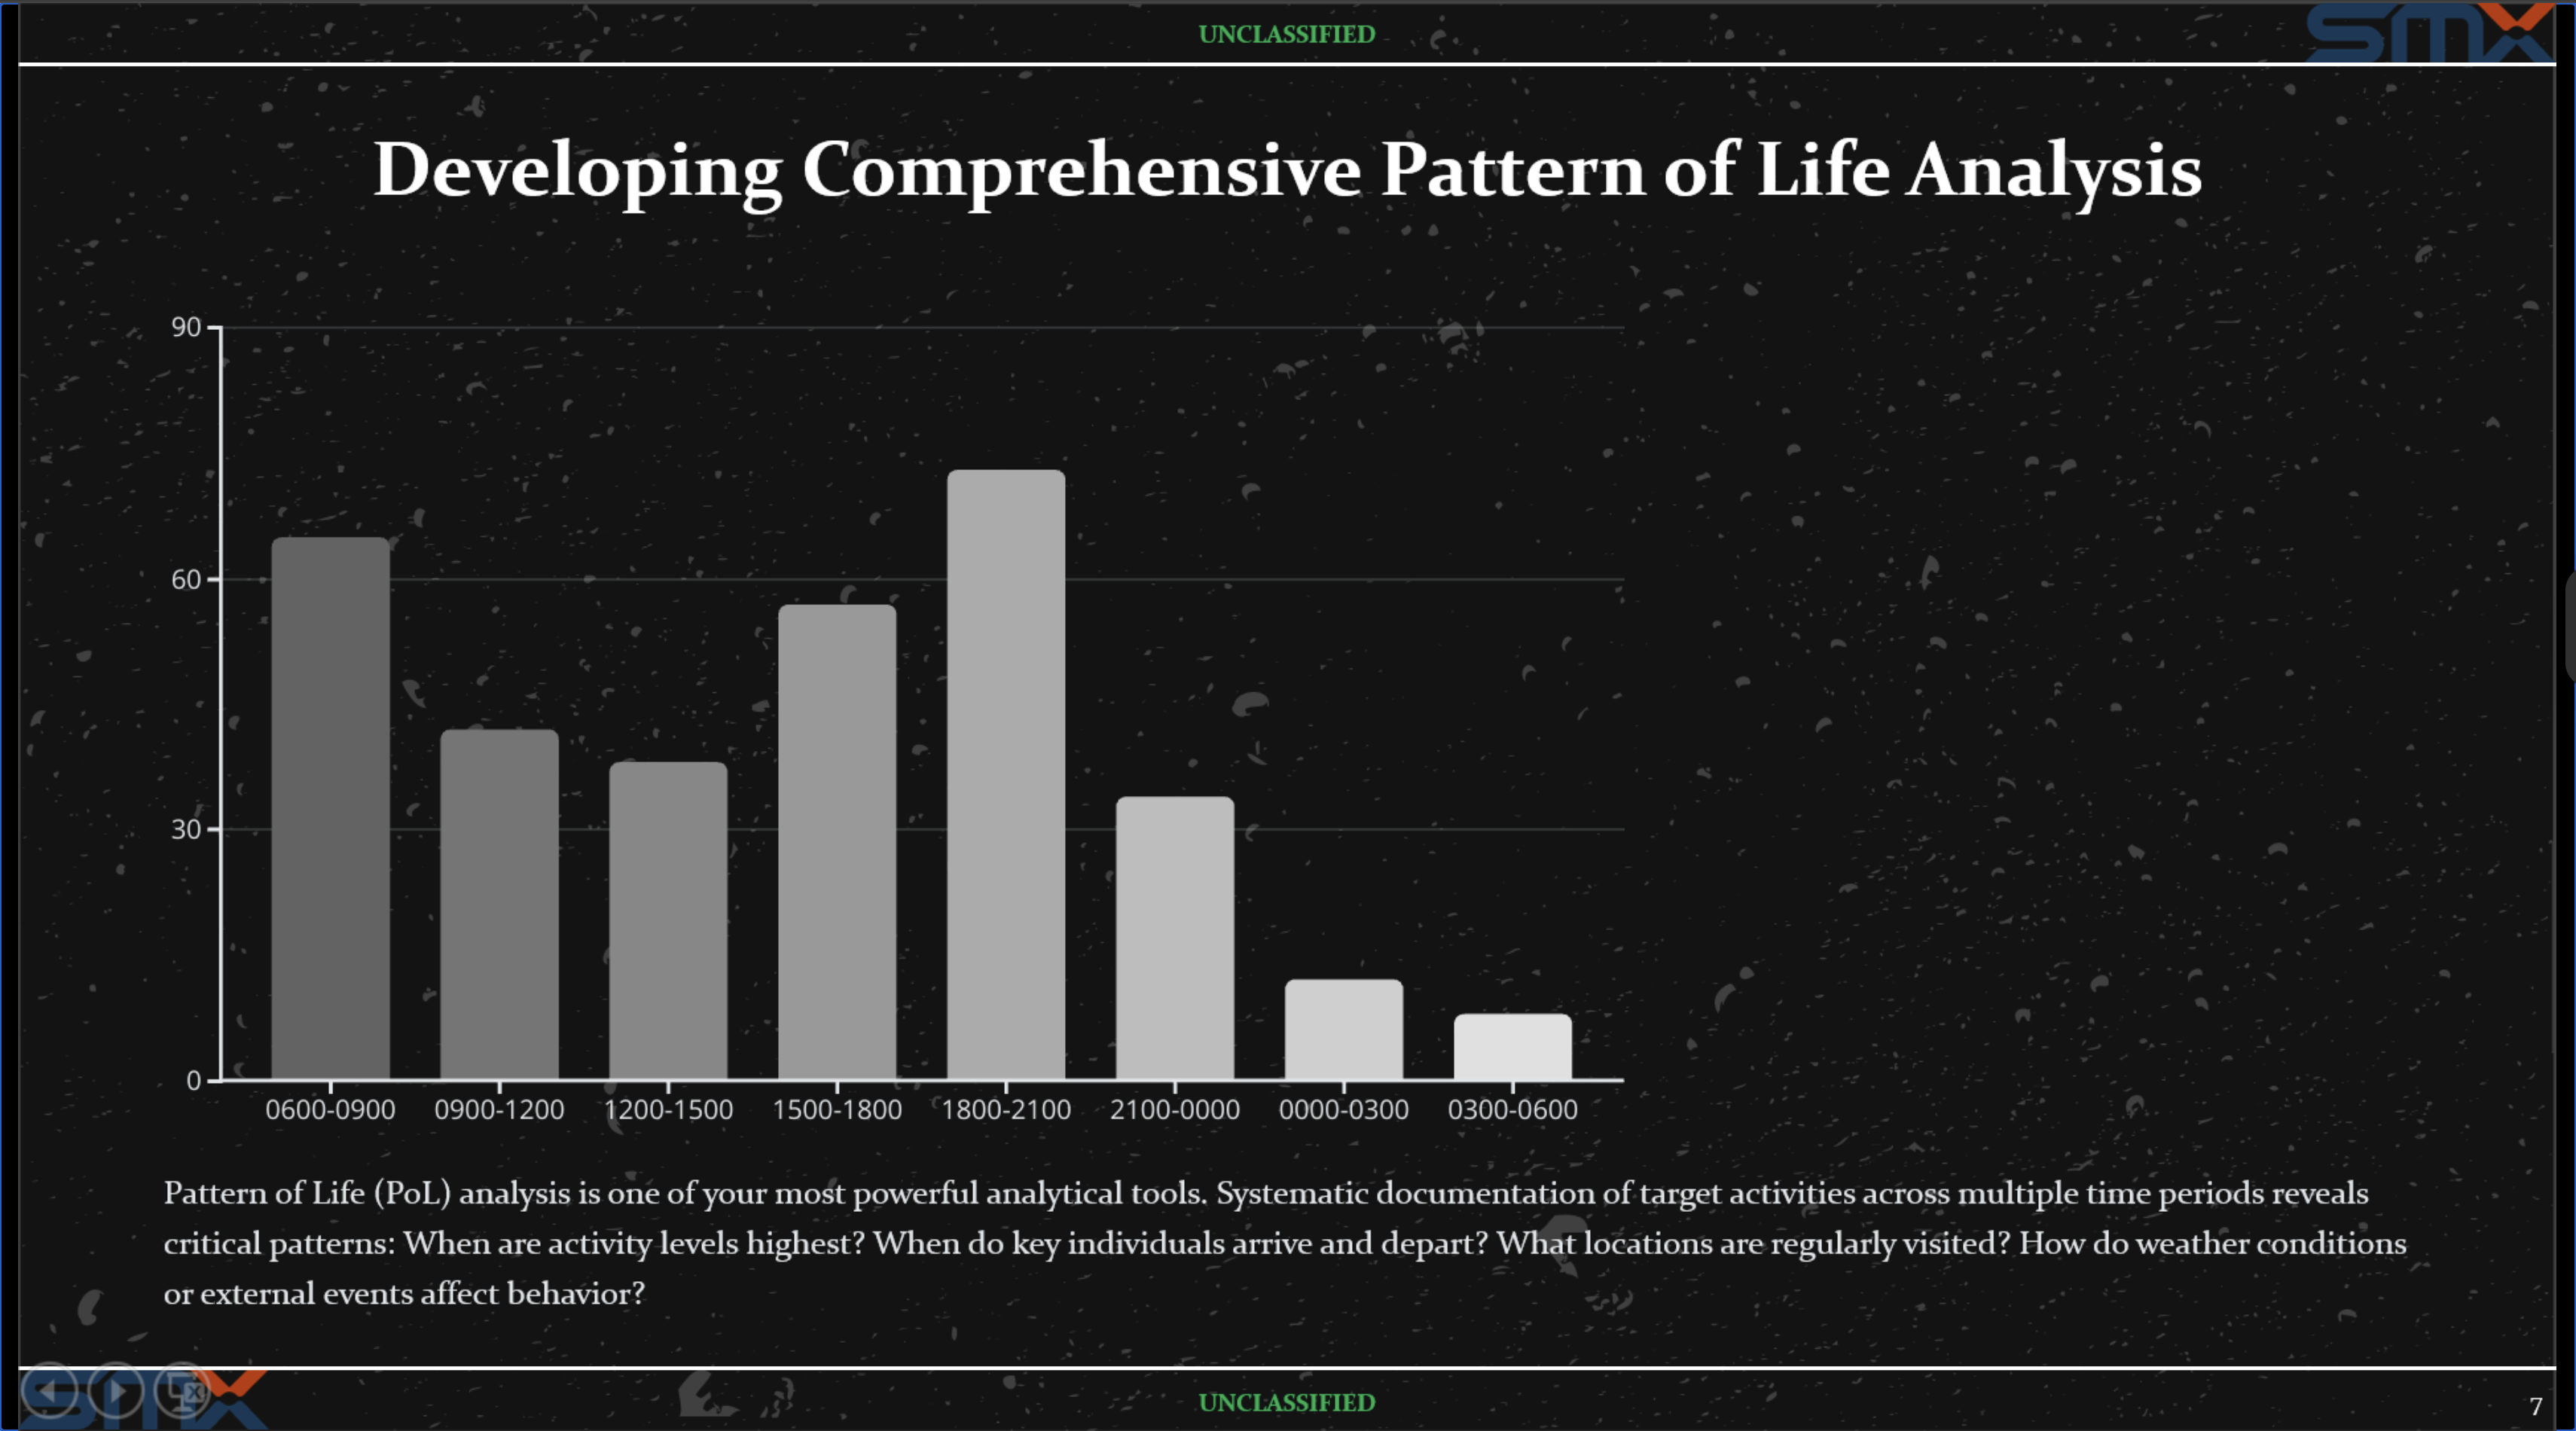 UNCLASSIFIED
SMX
Developing Comprehensive Pattern of Life Analysis
90
60
30
0
0600-0900 0900-1200 1200-1500 1500-1800 1800-2100 2100-0000 0000-0300 0300-0600
Pattern of Life (PoL) analysis is one of your most powerful analytical tools. Systematic documentation of target activities across multiple time periods reveals
critical patterns: When are activity levels highest? When do key individuals arrive and depart? What locations are regularly visited? How do weather conditions
or external events affect behavior?
SMX
UNCLASSIFIED
7